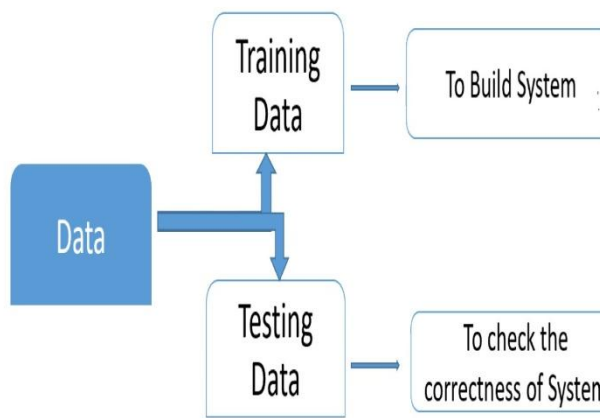 Training
Data
To Build System
Data
Testing
Data
To check the
correctness of System